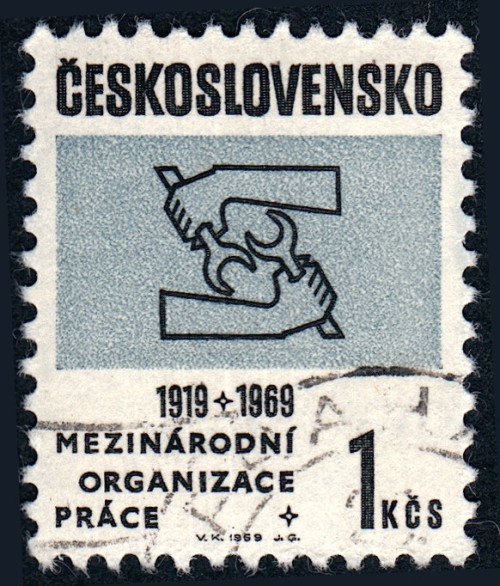 ČESKOSLOVENSKO
1919 ✦ 1969
MEZINÁRODNÍ
ORGANIZACE
PRÁCE ✦
1 KČS
V.K. 1969 J.G.